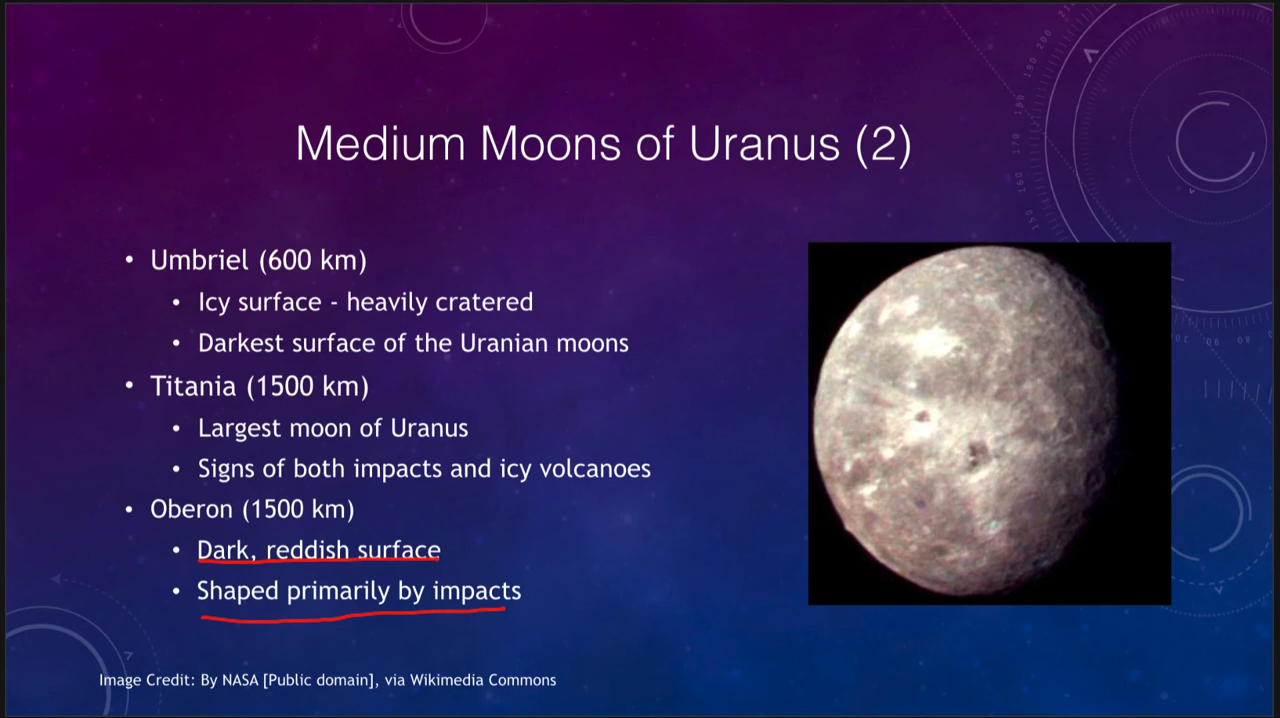 Medium Moons of Uranus (2)
• Umbriel (600 km)
• Icy surface - heavily cratered
• Darkest surface of the Uranian moons
• Titania (1500 km)
• Largest moon of Uranus
• Signs of both impacts and icy volcanoes
• Oberon (1500 km)
• Dark, reddish surface
• Shaped primarily by impacts
Image Credit: By NASA [Public domain], via Wikimedia Commons